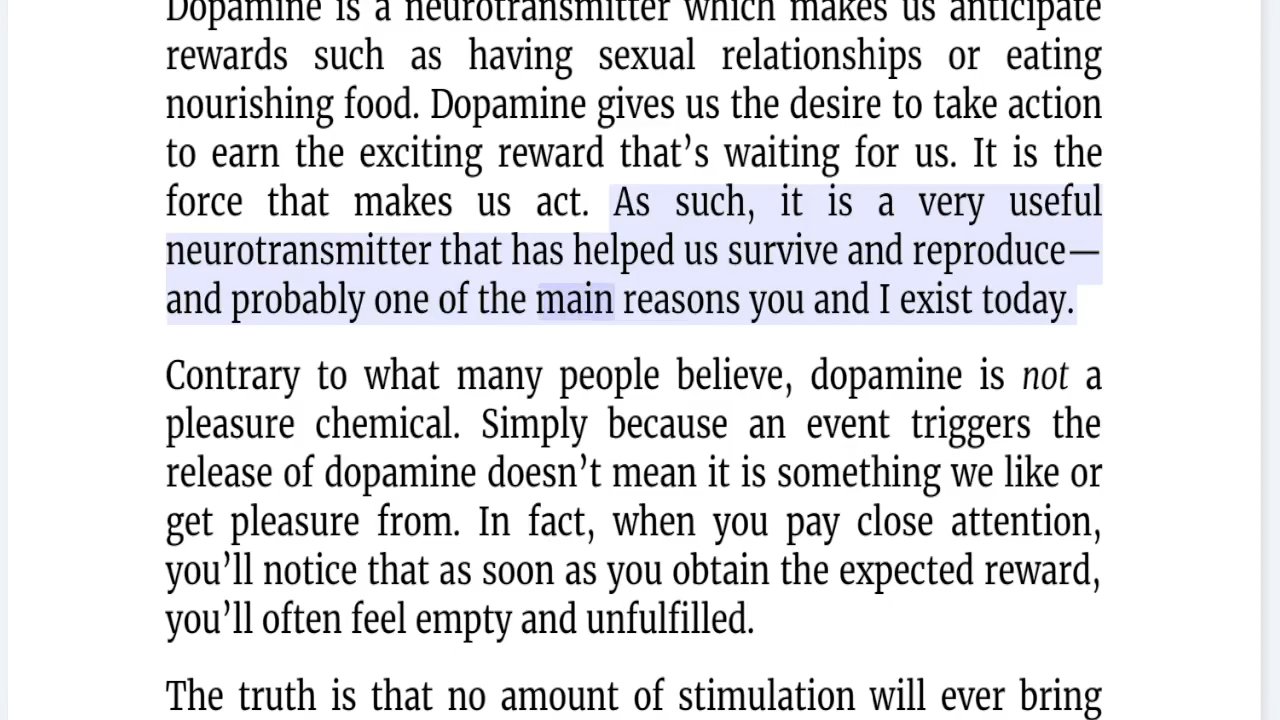 Dopamine is a neurotransmitter which makes us anticipate
rewards such as having sexual relationships or eating
nourishing food. Dopamine gives us the desire to take action
to earn the exciting reward that’s waiting for us. It is the
force that makes us act. As such, it is a very useful
neurotransmitter that has helped us survive and reproduce—
and probably one of the main reasons you and I exist today.
Contrary to what many people believe, dopamine is not a
pleasure chemical. Simply because an event triggers the
release of dopamine doesn’t mean it is something we like or
get pleasure from. In fact, when you pay close attention,
you’ll notice that as soon as you obtain the expected reward,
you’ll often feel empty and unfulfilled.
The truth is that no amount of stimulation will ever bring